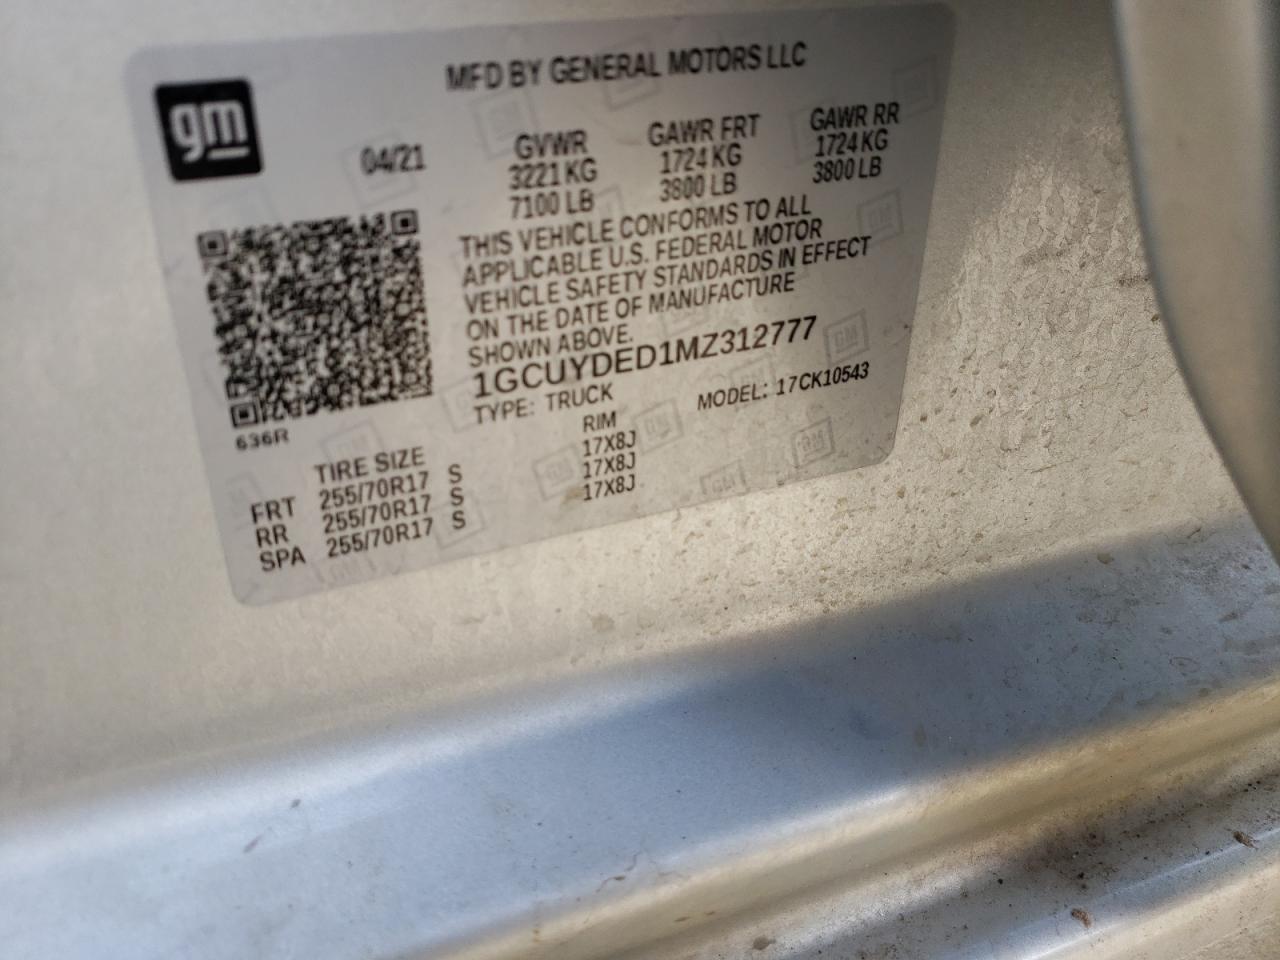 MFD BY GENERAL MOTORS LLC
gm
04/21
GVWR
3221 KG
7100 LB
GAWR FRT
1724 KG
3800 LB
GAWR RR
1724 KG
3800 LB
THIS VEHICLE CONFORMS TO ALL
APPLICABLE U.S. FEDERAL MOTOR
VEHICLE SAFETY STANDARDS IN EFFECT
ON THE DATE OF MANUFACTURE
SHOWN ABOVE.
1GCUYDED1MZ312777
TYPE: TRUCK MODEL: 17CK10543
636R
TIRE SIZE RIM
FRT 255/70R17 S 17X8J
RR 255/70R17 S 17X8J
SPA 255/70R17 S 17X8J